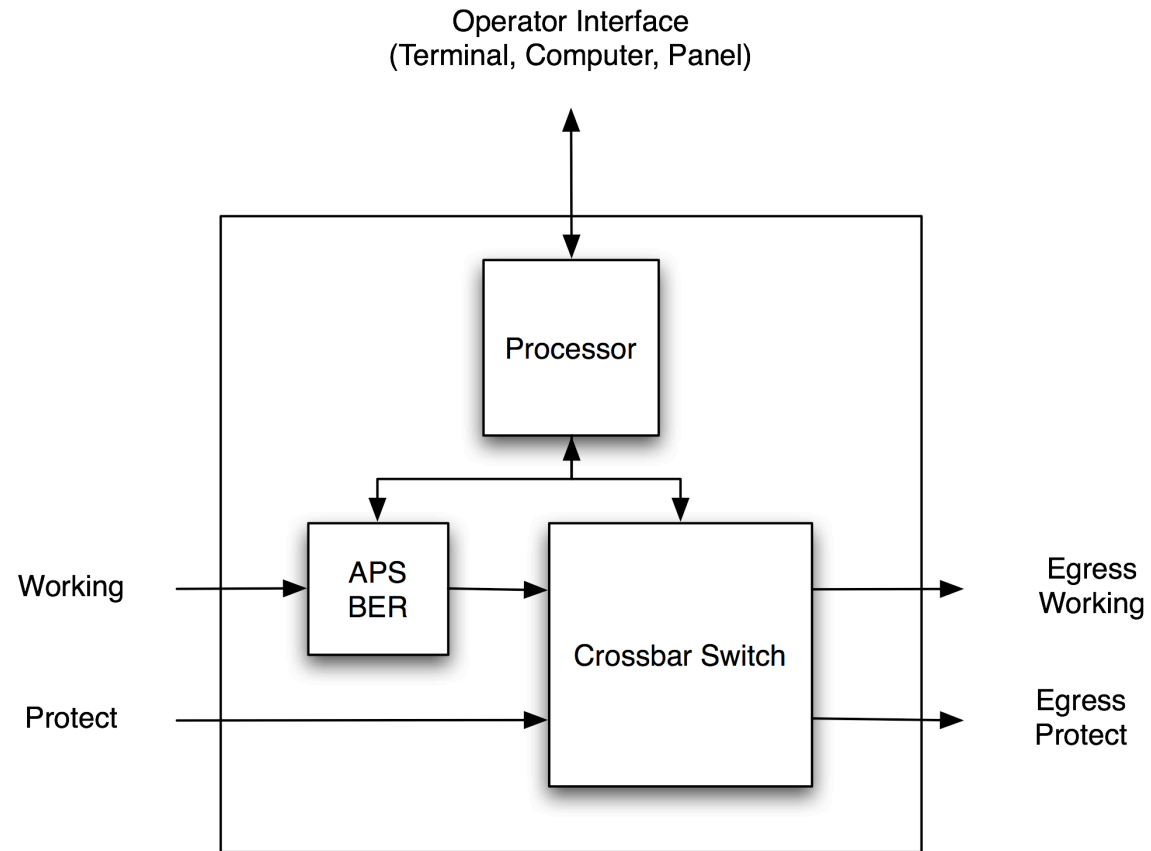 Operator Interface
(Terminal, Computer, Panel)
Processor
APS
BER
Working
Protect
Crossbar Switch
Egress
Working
Egress
Protect